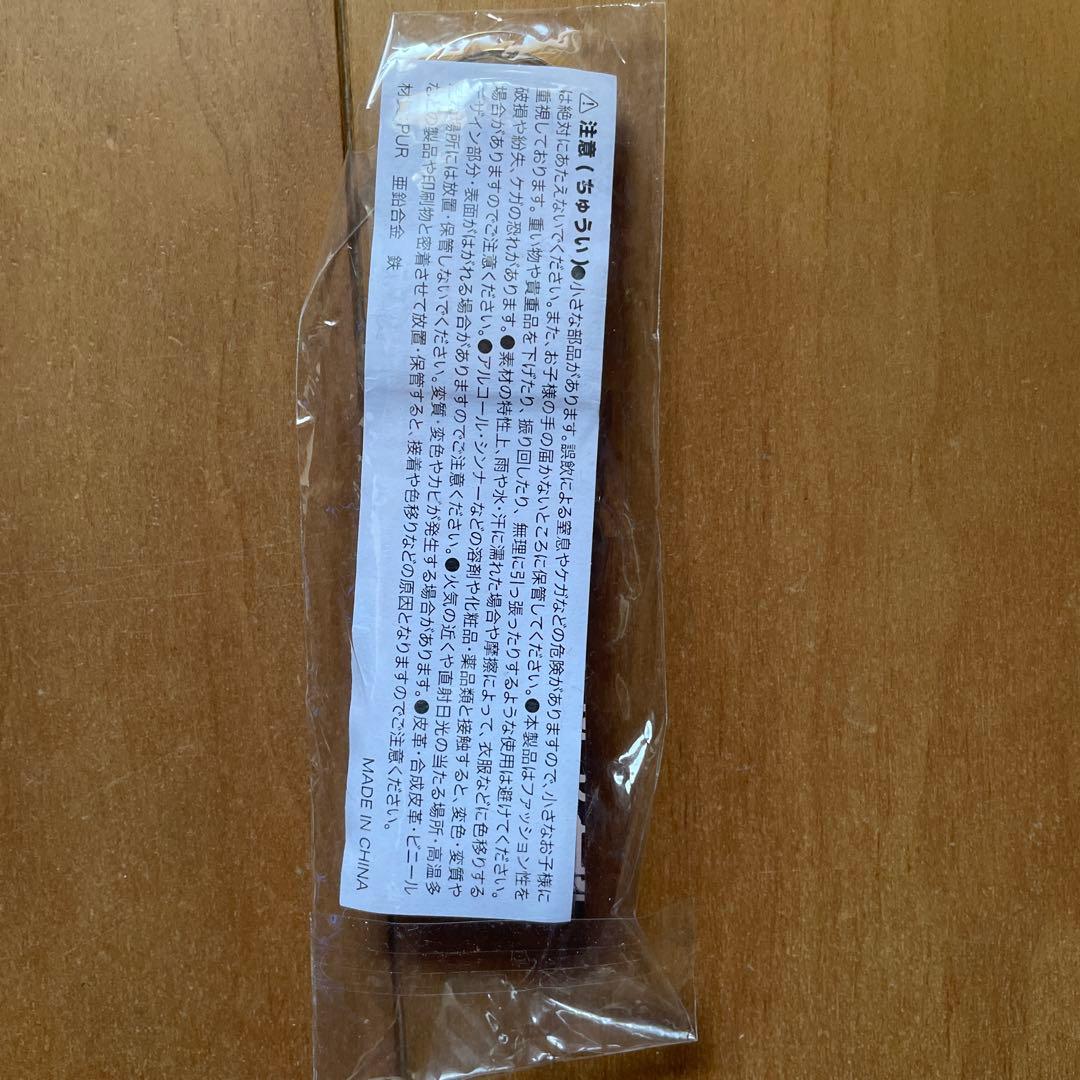 ⚠ 注意(ちゅうい)●小さな部品があります。誤飲による窒息やケガなどの危険がありますので、小さなお子様に
は絶対にあたえないでください。また、お子様の手の届かないところに保管してください。●本製品はファッション性を
重視しております。重い物や貴重品を下げたり、振り回したり、無理に引っ張ったりするような使用は避けてください。
破損や紛失、ケガの恐れがあります。●素材の特性上、雨や水・汗に濡れた場合や摩擦によって、衣服などに色移りする
場合がありますのでご注意ください。●アルコール・シンナーなどの溶剤や化粧品・薬品類と接触すると、変色・変質や
デザイン部分・表面がはがれる場合がありますのでご注意ください。●火気の近くや直射日光の当たる場所・高温多
場所には放置・保管しないでください。変質・変色やカビが発生する場合があります。●皮革・合成皮革・ビニール
の製品や印刷物と密着させて放置・保管すると、接着や色移りなどの原因となりますのでご注意ください。
材 PUR 亜鉛合金 鉄
MADE IN CHINA